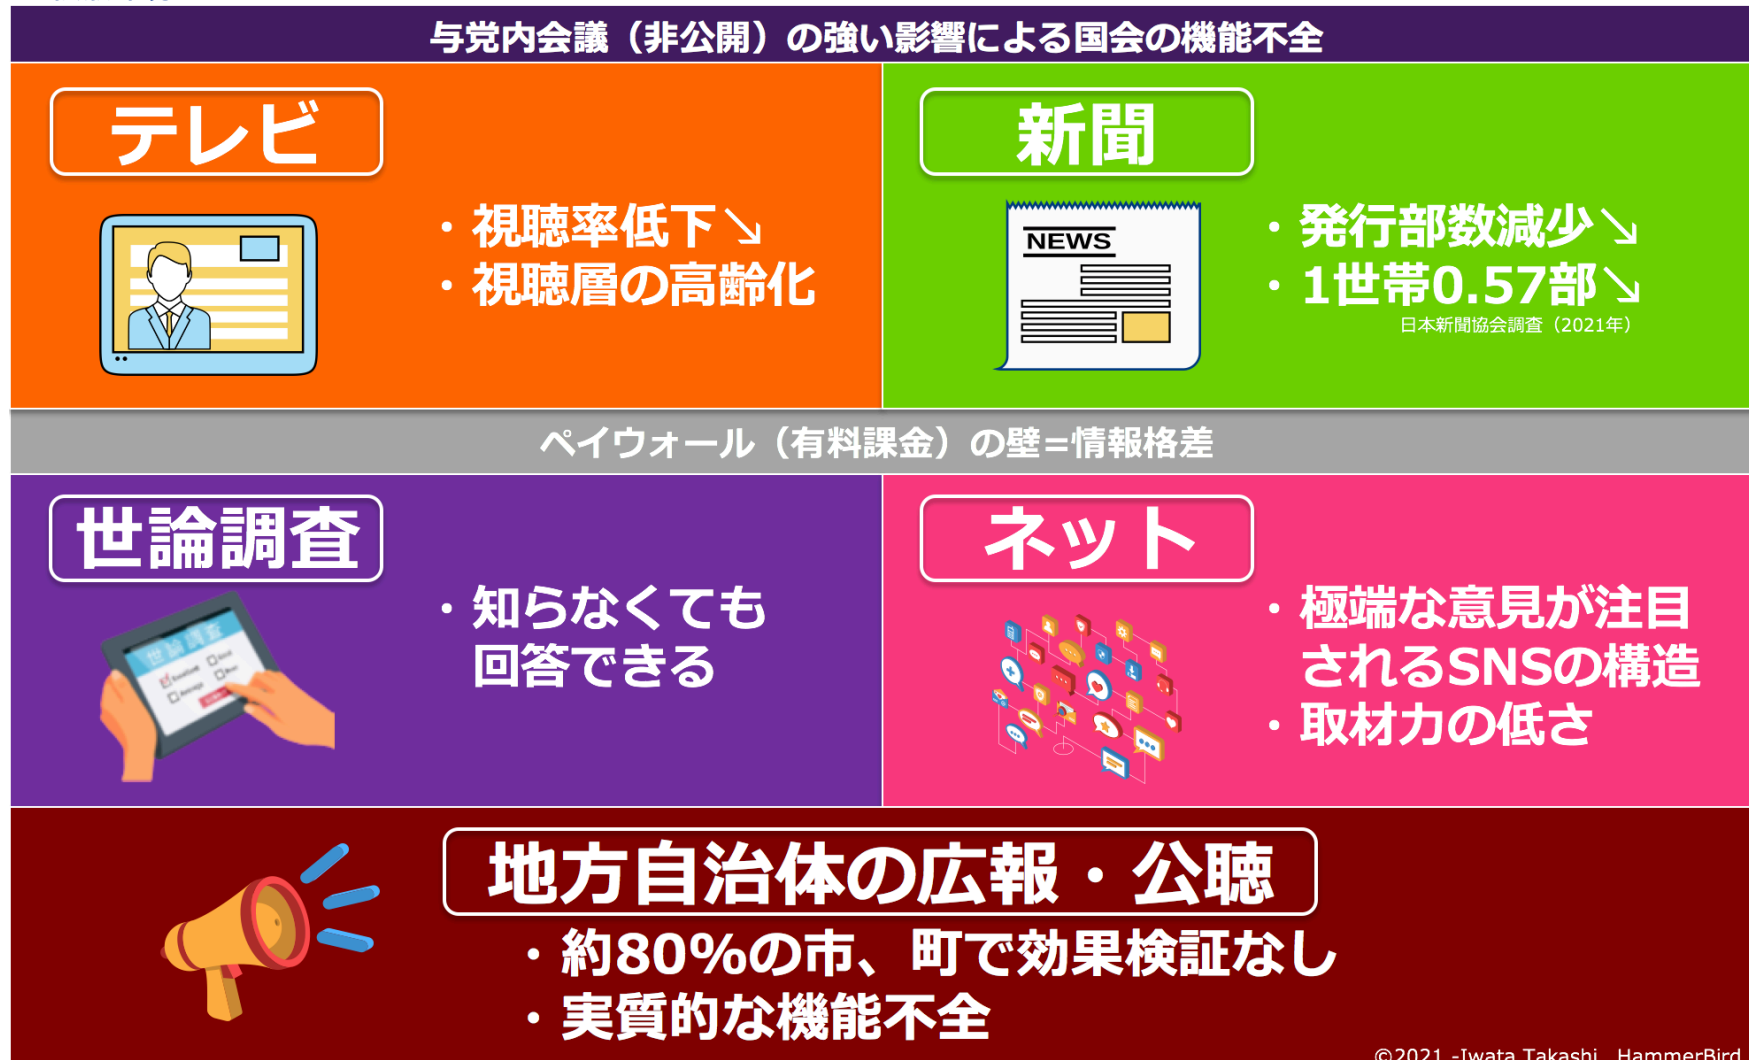 与党内会議（非公開）の強い影響による国会の機能不全
テレビ
・視聴率低下↘
・視聴層の高齢化
新聞
NEWS
・発行部数減少↘
・1世帯0.57部↘
日本新聞協会調査（2021年）
ペイウォール（有料課金）の壁=情報格差
世論調査
世論調査
・知らなくても
回答できる
ネット
・極端な意見が注目
されるSNSの構造
・取材力の低さ
地方自治体の広報・公聴
・約80%の市、町で効果検証なし
・実質的な機能不全
©2021 -Iwata Takashi HammerBird